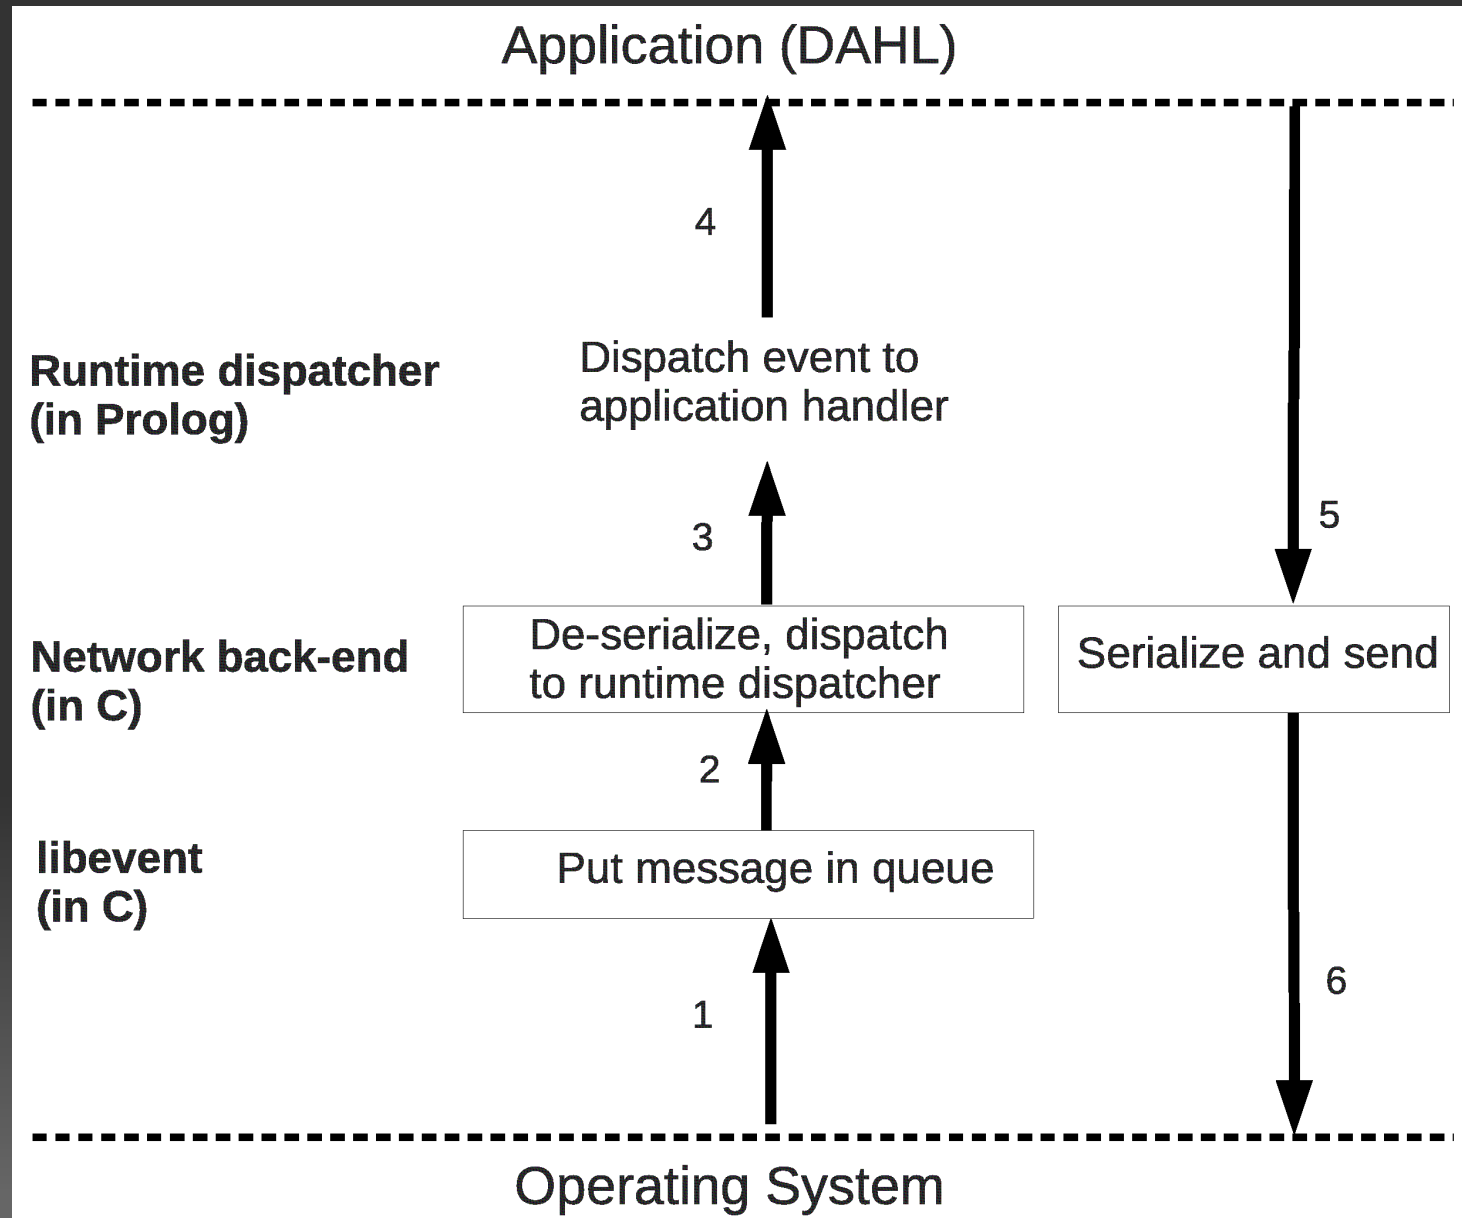 Application (DAHL)
4
Runtime dispatcher
(in Prolog)
Dispatch event to
application handler
3
5
Network back-end
(in C)
De-serialize, dispatch
to runtime dispatcher
Serialize and send
2
libevent
(in C)
Put message in queue
1
6
Operating System